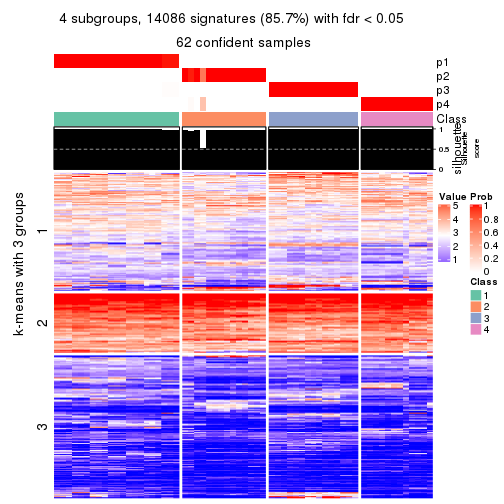 4 subgroups, 14086 signatures (85.7%) with fdr < 0.05
62 confident samples
p1
p2
p3
p4
Class
silhouette
Silhouette
score
1
0.5
0
k-means with 3 groups
1
2
3
Value
5
4
3
2
1
Prob
1
0.8
0.6
0.4
0.2
0
Class
1
2
3
4